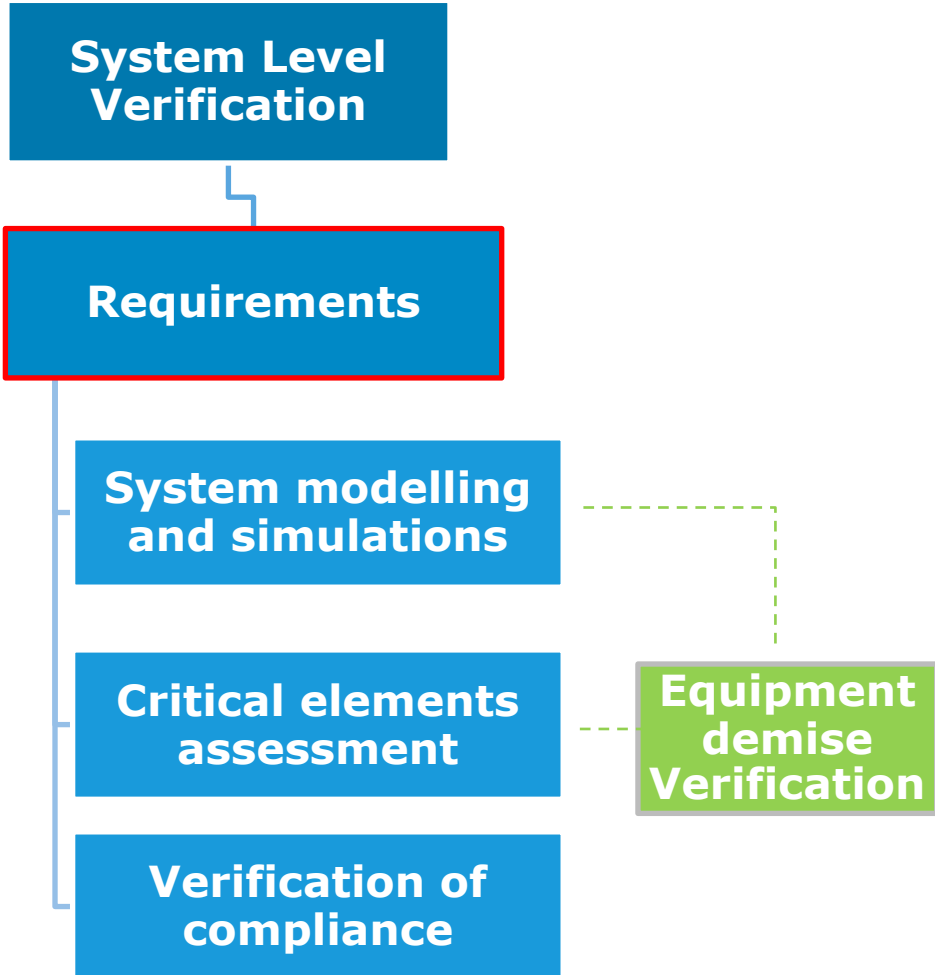 System Level
Verification
Requirements
System modelling
and simulations
Critical elements
assessment
Equipment
demise
Verification
Verification of
compliance